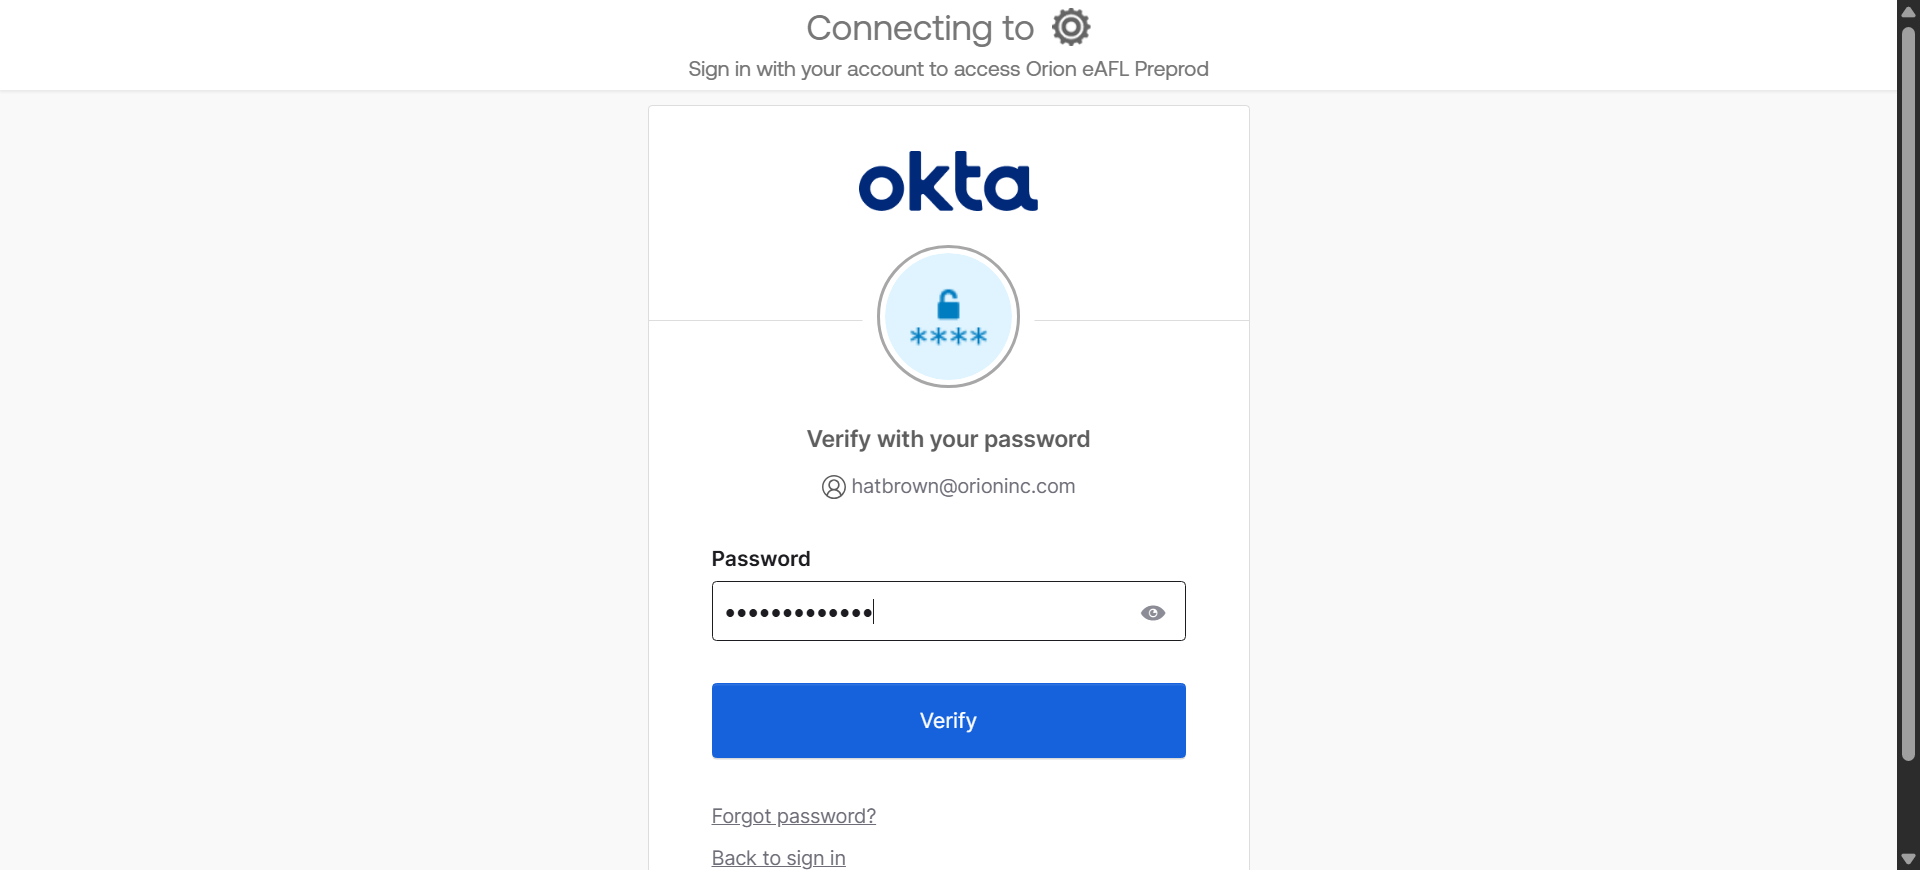 Connecting to
Sign in with your account to access Orion eAFL Preprod
okta
****
Verify with your password
hatbrown@orioninc.com
Password
•••••••••••••
Verify
Forgot password?
Back to sign in